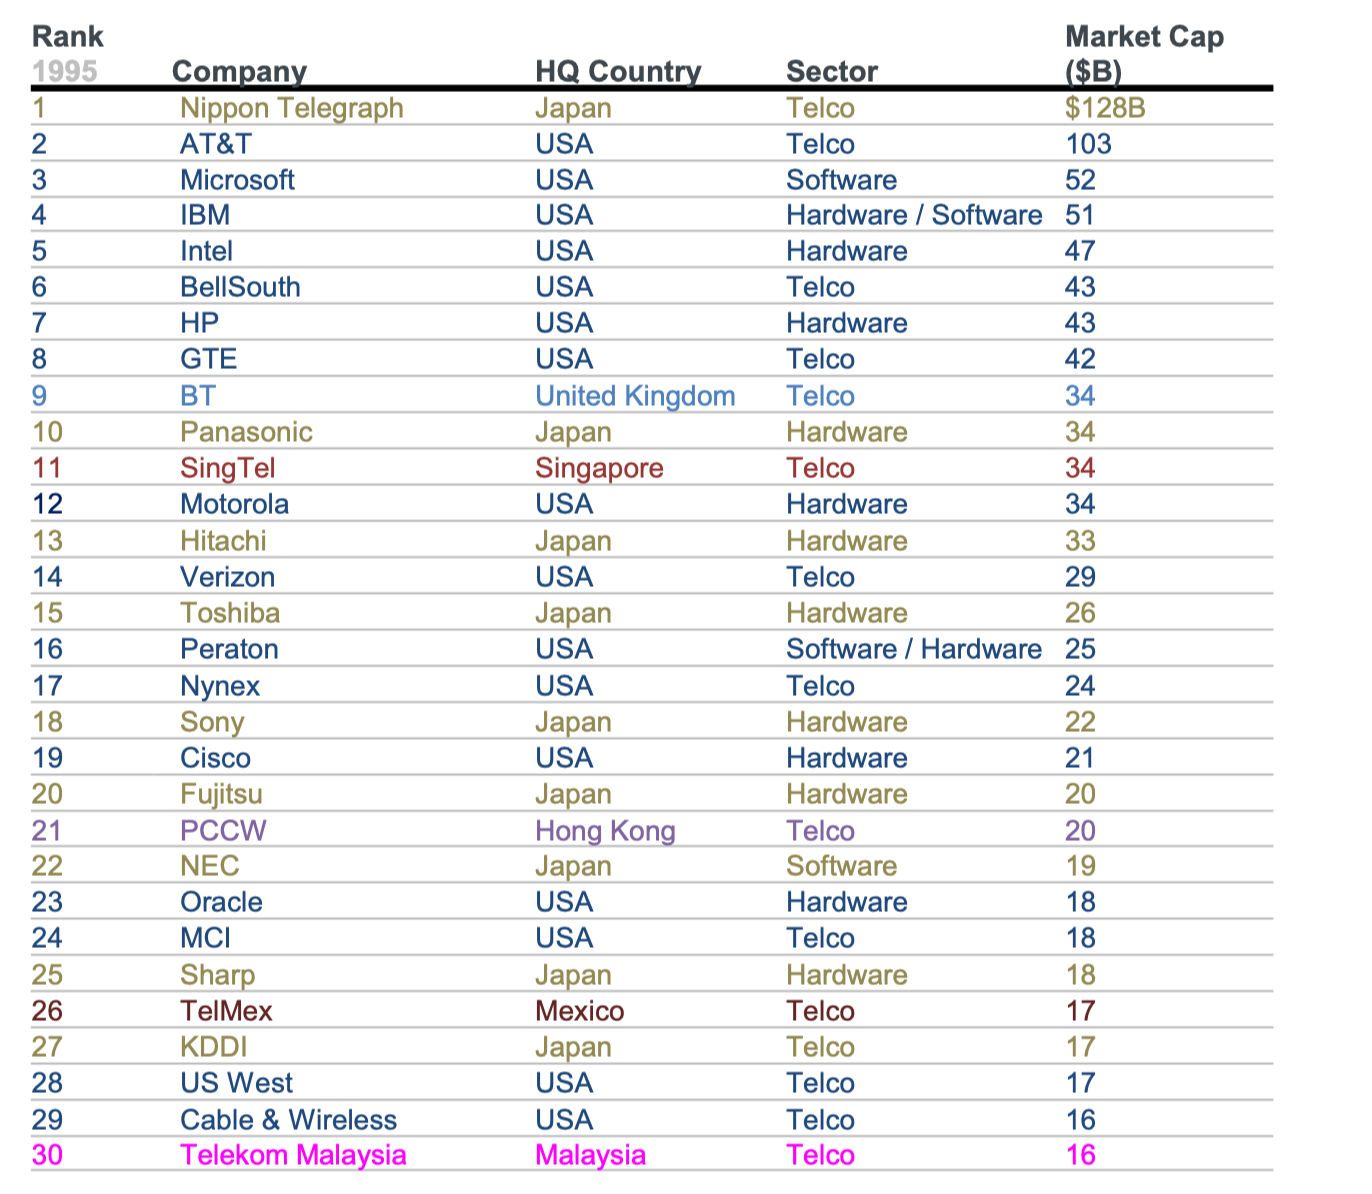 Rank Market Cap
1995 Company HQ Country Sector ($B)
1 Nippon Telegraph Japan Telco $128B
2 AT&T USA Telco 103
3 Microsoft USA Software 52
4 IBM USA Hardware / Software 51
5 Intel USA Hardware 47
6 BellSouth USA Telco 43
7 HP USA Hardware 43
8 GTE USA Telco 42
9 BT United Kingdom Telco 34
10 Panasonic Japan Hardware 34
11 SingTel Singapore Telco 34
12 Motorola USA Hardware 34
13 Hitachi Japan Hardware 33
14 Verizon USA Telco 29
15 Toshiba Japan Hardware 26
16 Peraton USA Software / Hardware 25
17 Nynex USA Telco 24
18 Sony Japan Hardware 22
19 Cisco USA Hardware 21
20 Fujitsu Japan Hardware 20
21 PCCW Hong Kong Telco 20
22 NEC Japan Software 19
23 Oracle USA Hardware 18
24 MCI USA Telco 18
25 Sharp Japan Hardware 18
26 TelMex Mexico Telco 17
27 KDDI Japan Telco 17
28 US West USA Telco 17
29 Cable & Wireless USA Telco 16
30 Telekom Malaysia Malaysia Telco 16